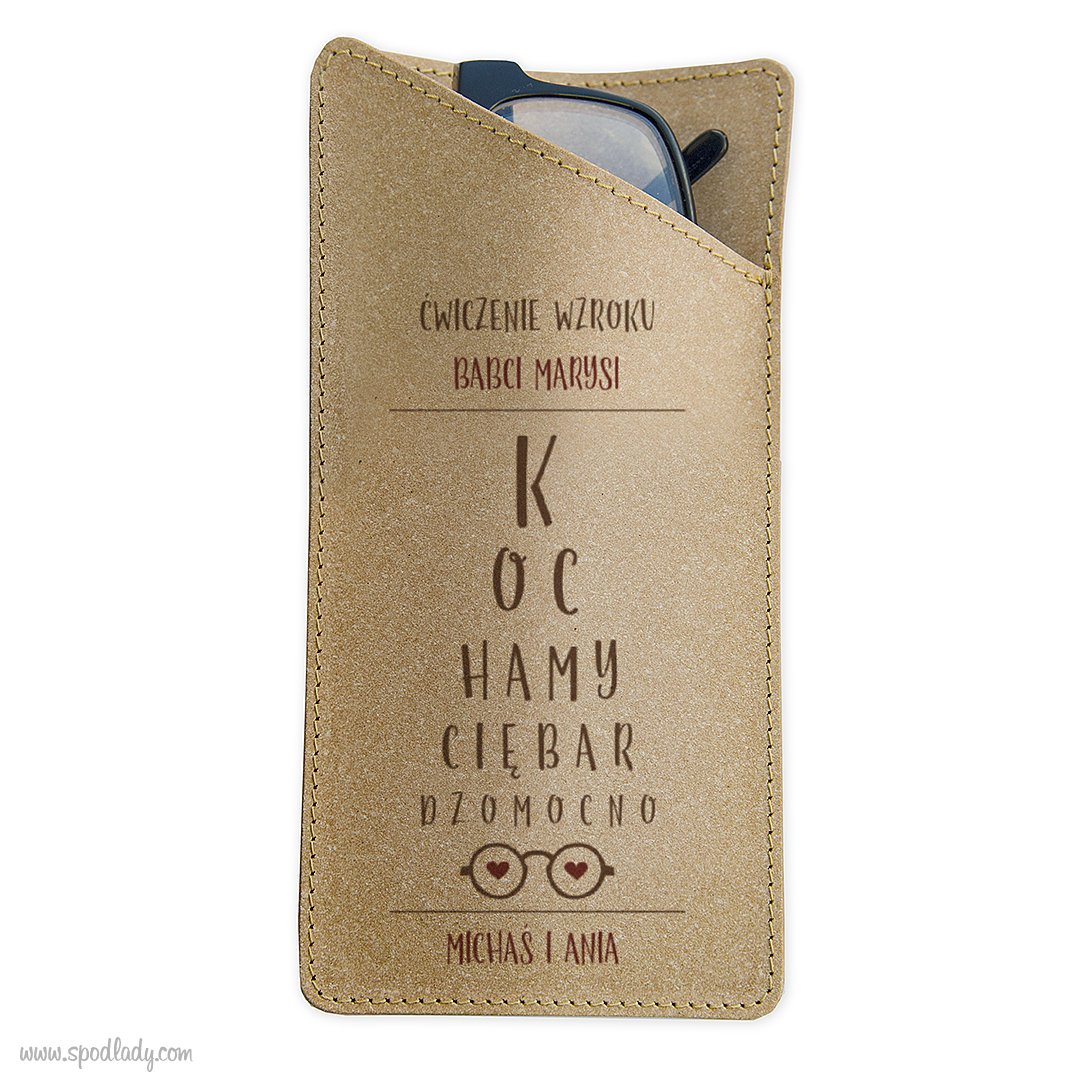 ĆWICZENIE WZROKU
BABCI MARYSI
K
OC
HAMY
CIĘBAR
DZOMOCNO
MICHAŚ I ANIA
www.spodlady.com